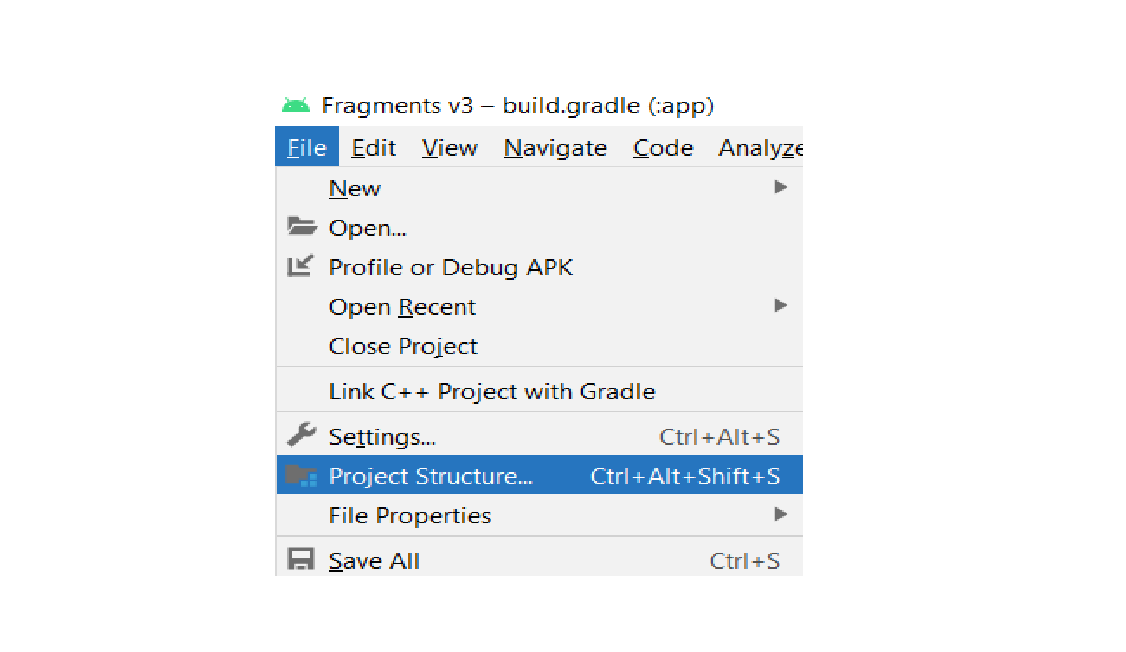 Fragments v3 – build.gradle (:app)
File Edit View Navigate Code Analyze
New
Open...
Profile or Debug APK
Open Recent
Close Project
Link C++ Project with Gradle
Settings... Ctrl+Alt+S
Project Structure... Ctrl+Alt+Shift+S
File Properties
Save All Ctrl+S